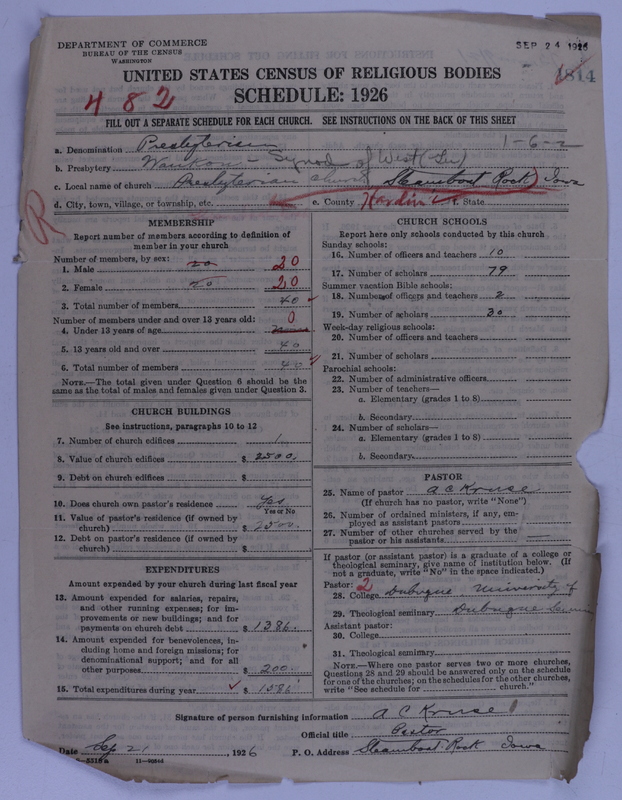 DEPARTMENT OF COMMERCE
BUREAU OF THE CENSUS
WASHINGTON
SEP 24 1926
1814
UNITED STATES CENSUS OF RELIGIOUS BODIES
482
SCHEDULE: 1926
FILL OUT A SEPARATE SCHEDULE FOR EACH CHURCH. SEE INSTRUCTIONS ON THE BACK OF THIS SHEET
a. Denomination Presbyterian 1-6-2
b. Presbytery Waukon - Synod of West (Ger)
c. Local name of church Presbyterian church Steamboat Rock) Iowa
d. City, town, village, or township, etc. e. County Hardin f. State
R
MEMBERSHIP
Report number of members according to definition of
member in your church
Number of members, by sex:
1. Male 20 20
2. Female 20 20
3. Total number of members 40
Number of members under and over 13 years old: 0
4. Under 13 years of age
5. 13 years old and over 40
6. Total number of members 40
NOTE.—The total given under Question 6 should be the
same as the total of males and females given under Question 3.
CHURCH BUILDINGS
See instructions, paragraphs 10 to 12
7. Number of church edifices 1
8. Value of church edifices $ 2500.
9. Debt on church edifices $
10. Does church own pastor's residence Yes
Yes or No
11. Value of pastor's residence (if owned by
church) $ 2500.
12. Debt on pastor's residence (if owned by
church) $
EXPENDITURES
Amount expended by your church during last fiscal year
13. Amount expended for salaries, repairs,
and other running expenses; for im-
provements or new buildings; and for
payments on church debt $ 1386.
14. Amount expended for benevolences, in-
cluding home and foreign missions; for
denominational support; and for all
other purposes $ 200.
15. Total expenditures during year $ 1586
CHURCH SCHOOLS
Report here only schools conducted by this church
Sunday schools:
16. Number of officers and teachers 10
17. Number of scholars 79
Summer vacation Bible schools:
18. Number of officers and teachers 2
19. Number of scholars 30
Week-day religious schools:
20. Number of officers and teachers
21. Number of scholars
Parochial schools:
22. Number of administrative officers
23. Number of teachers—
a. Elementary (grades 1 to 8)
b. Secondary
24. Number of scholars—
a. Elementary (grades 1 to 8)
b. Secondary
PASTOR
25. Name of pastor A C Kruse
(If church has no pastor, write "None")
26. Number of ordained ministers, if any, em-
ployed as assistant pastors
27. Number of other churches served by the
pastor or his assistants —
If pastor (or assistant pastor) is a graduate of a college or
theological seminary, give name of institution below. (If
not a graduate, write "No" in the space indicated.)
Pastor: 2
28. College Dubuque University of
29. Theological seminary Dubuque
Assistant pastor:
30. College
31. Theological seminary
NOTE.—Where one pastor serves two or more churches,
Questions 28 and 29 should be answered only on the schedule
for one of the churches; on the schedules for the other churches,
write "See schedule for church."
Signature of person furnishing information A C Kruse
Official title Pastor
Date Sep 21, 1926 P. O. Address Steamboat Rock Iowa
11—9056